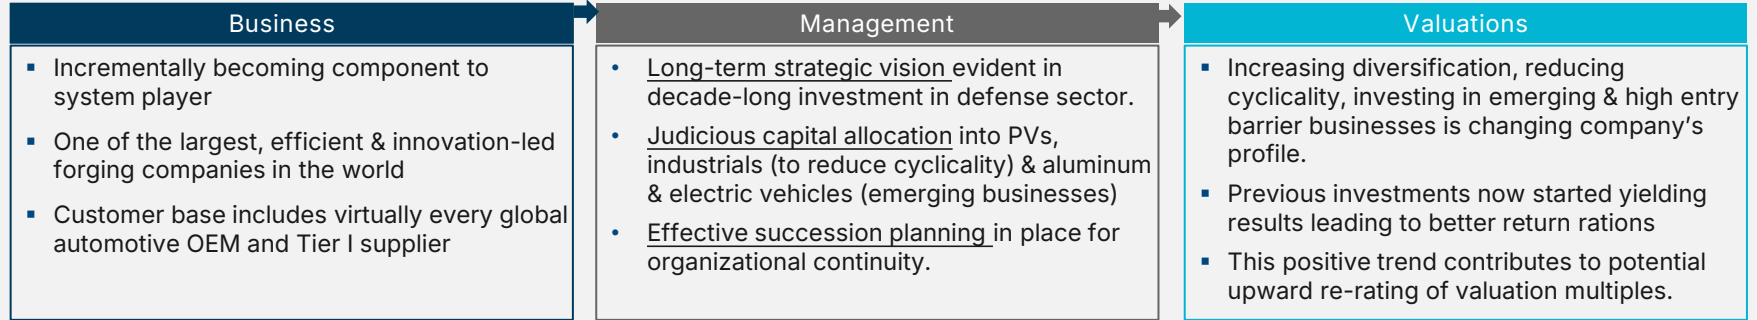 Business
▪ Incrementally becoming component to
system player
▪ One of the largest, efficient & innovation-led
forging companies in the world
▪ Customer base includes virtually every global
automotive OEM and Tier I supplier
Management
• Long-term strategic vision evident in
decade-long investment in defense sector.
• Judicious capital allocation into PVs,
industrials (to reduce cyclicality) & aluminum
& electric vehicles (emerging businesses)
• Effective succession planning in place for
organizational continuity.
Valuations
▪ Increasing diversification, reducing
cyclicality, investing in emerging & high entry
barrier businesses is changing company’s
profile.
▪ Previous investments now started yielding
results leading to better return rations
▪ This positive trend contributes to potential
upward re-rating of valuation multiples.